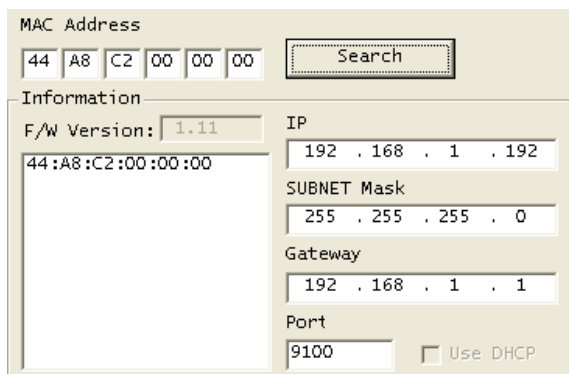 MAC Address
44 A8 C2 00 00 00 Search
Information
F/W Version: 1.11
44:A8:C2:00:00:00
IP
192 . 168 . 1 . 192
SUBNET Mask
255 . 255 . 255 . 0
Gateway
192 . 168 . 1 . 1
Port
9100 Use DHCP